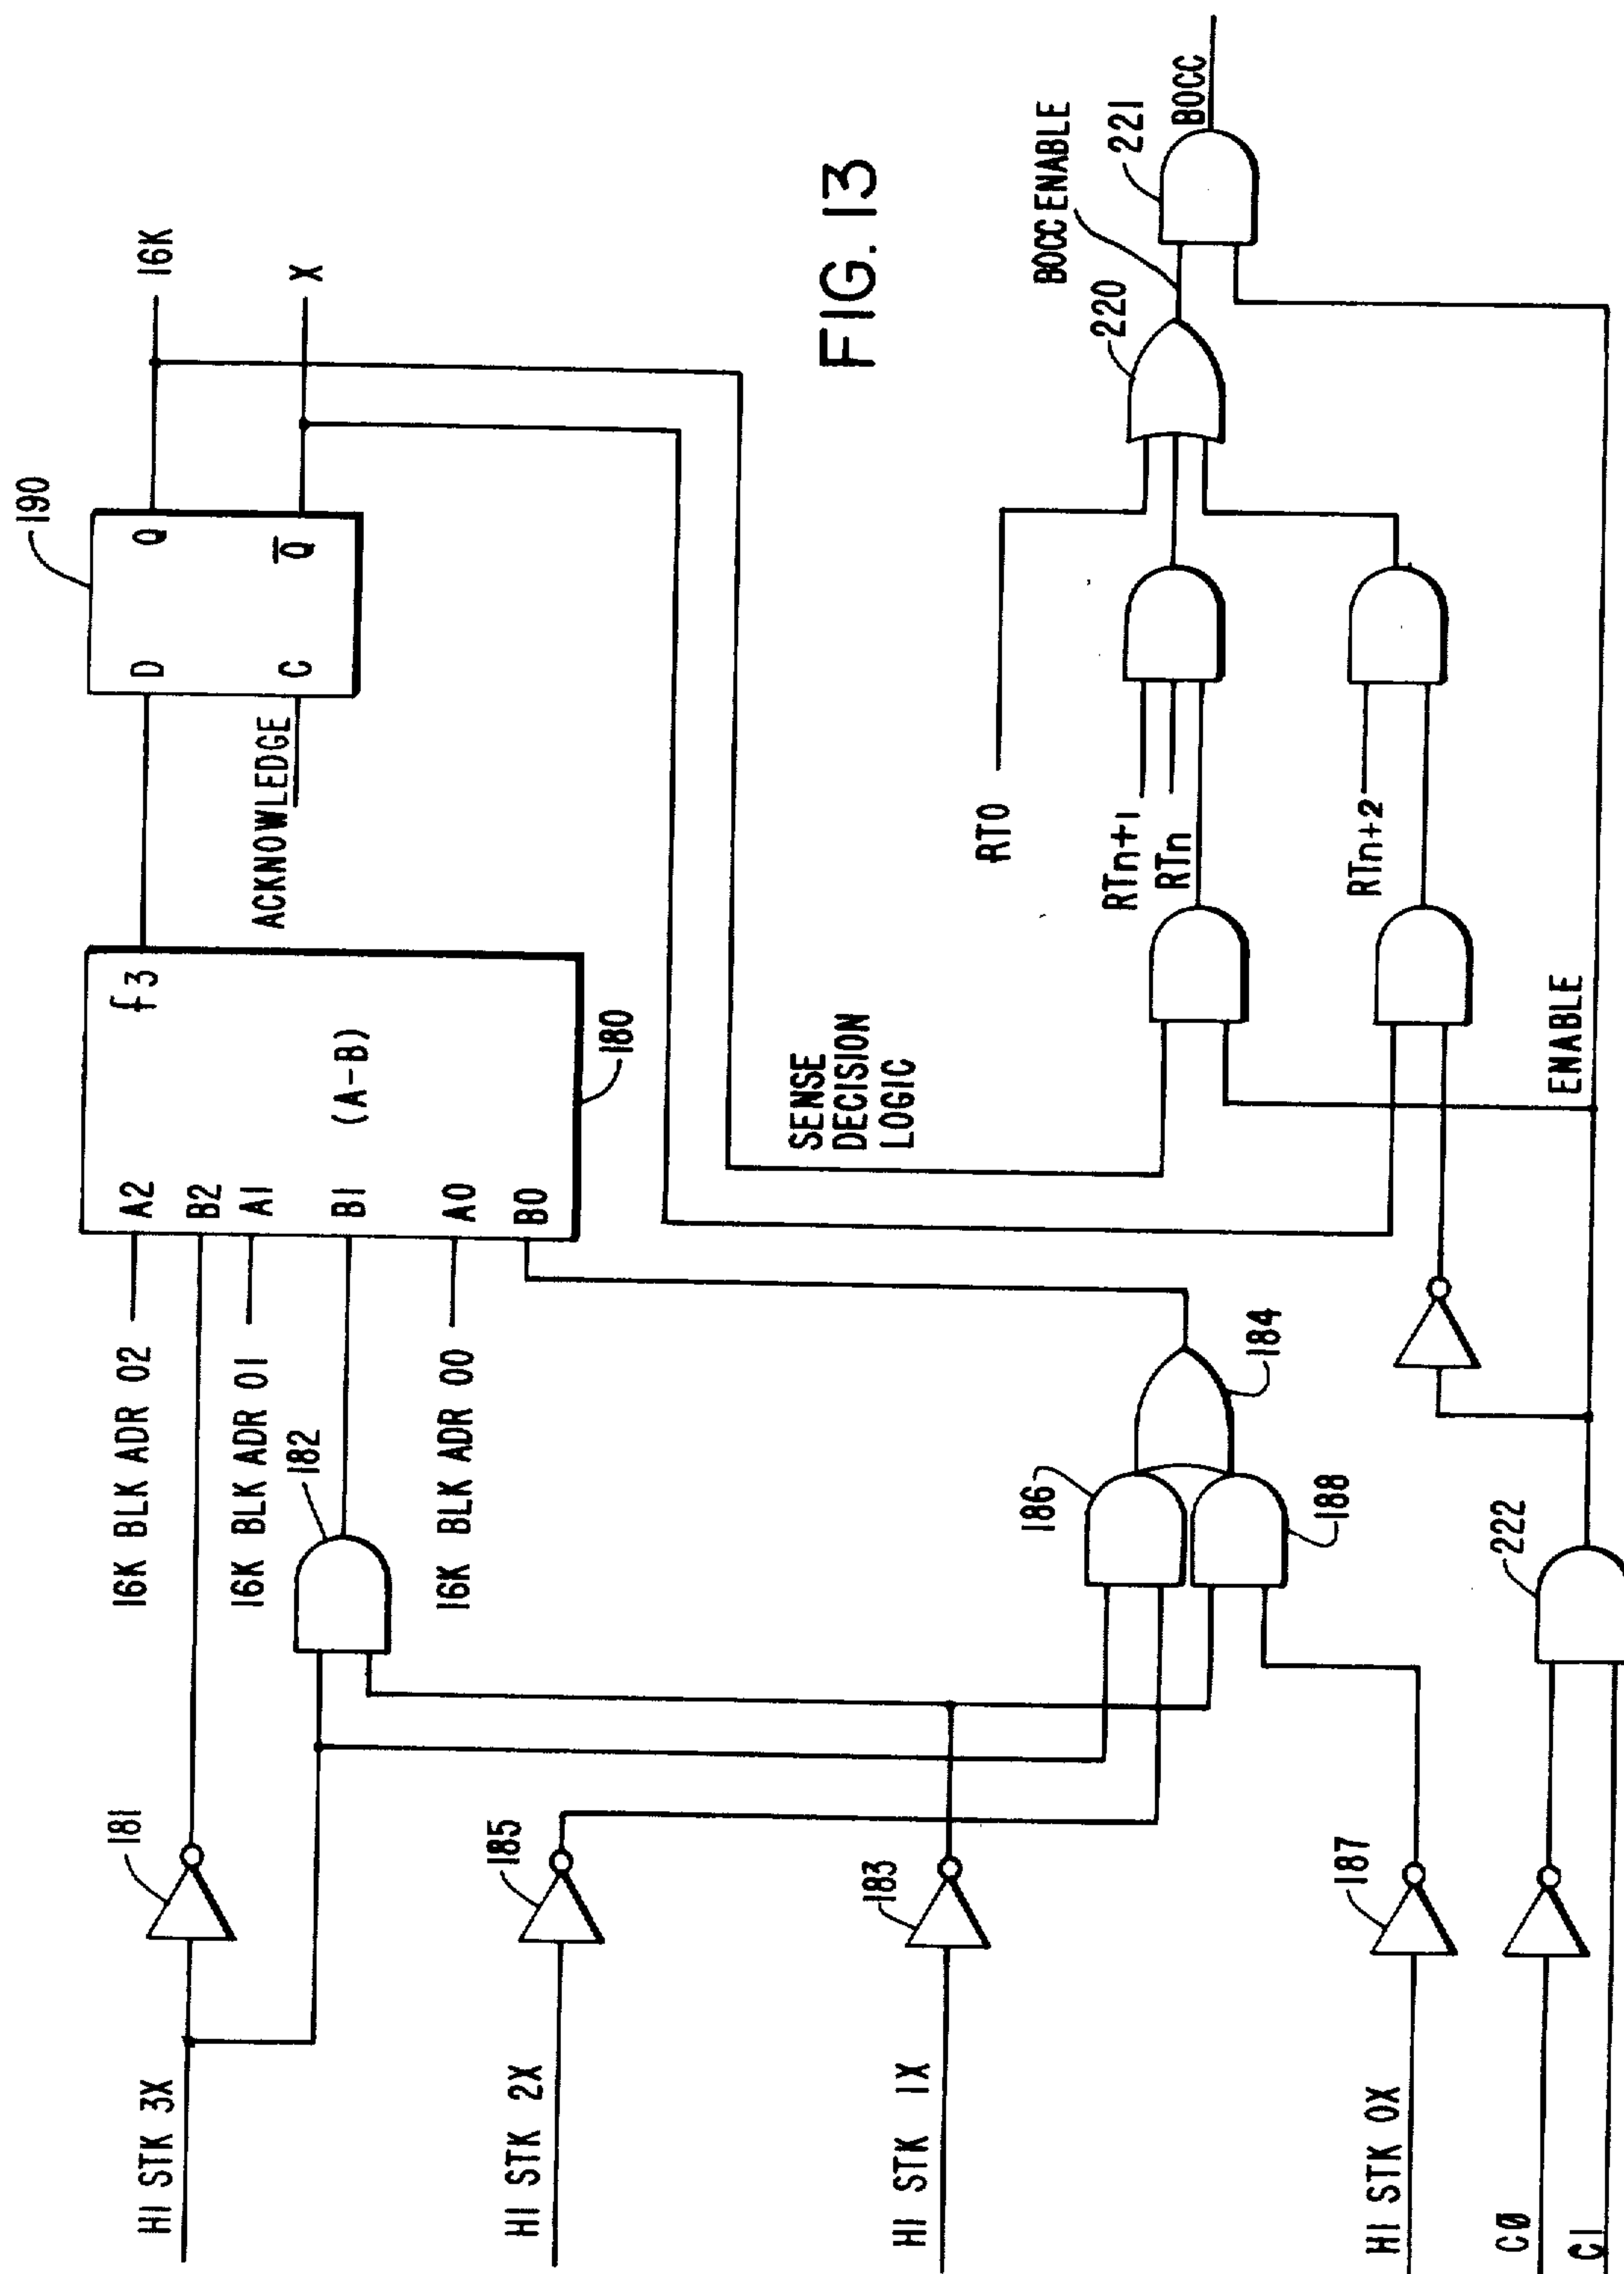 HI STK 3X
181
HI STK 2X
185
HI STK 1X
183
HI STK 0X
187
CØ
C1
222
16K BLK ADR 02
16K BLK ADR 01
182
16K BLK ADR 00
186
188
184
A2
B2
A1
B1
A0
B0
(A-B)
f3
180
ACKNOWLEDGE
D
C
Q
Q̅
190
16K
X
SENSE
DECISION
LOGIC
ENABLE
RT0
RTn+1
RTn
RTn+2
220
BOCC ENABLE
221
BOCC
FIG. 13